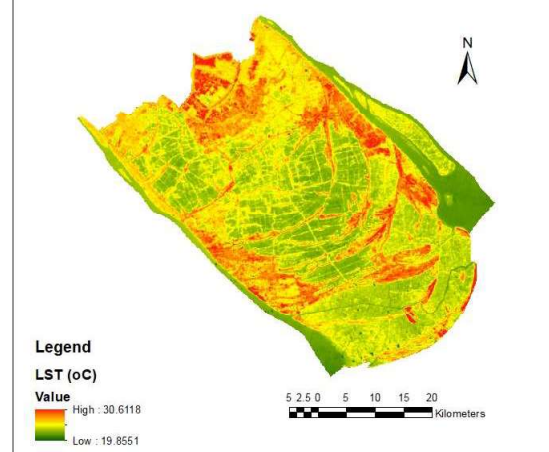 N
Legend
LST (oC)
Value
High : 30.6118
Low : 19.8551
5 2.5 0 5 10 15 20
Kilometers